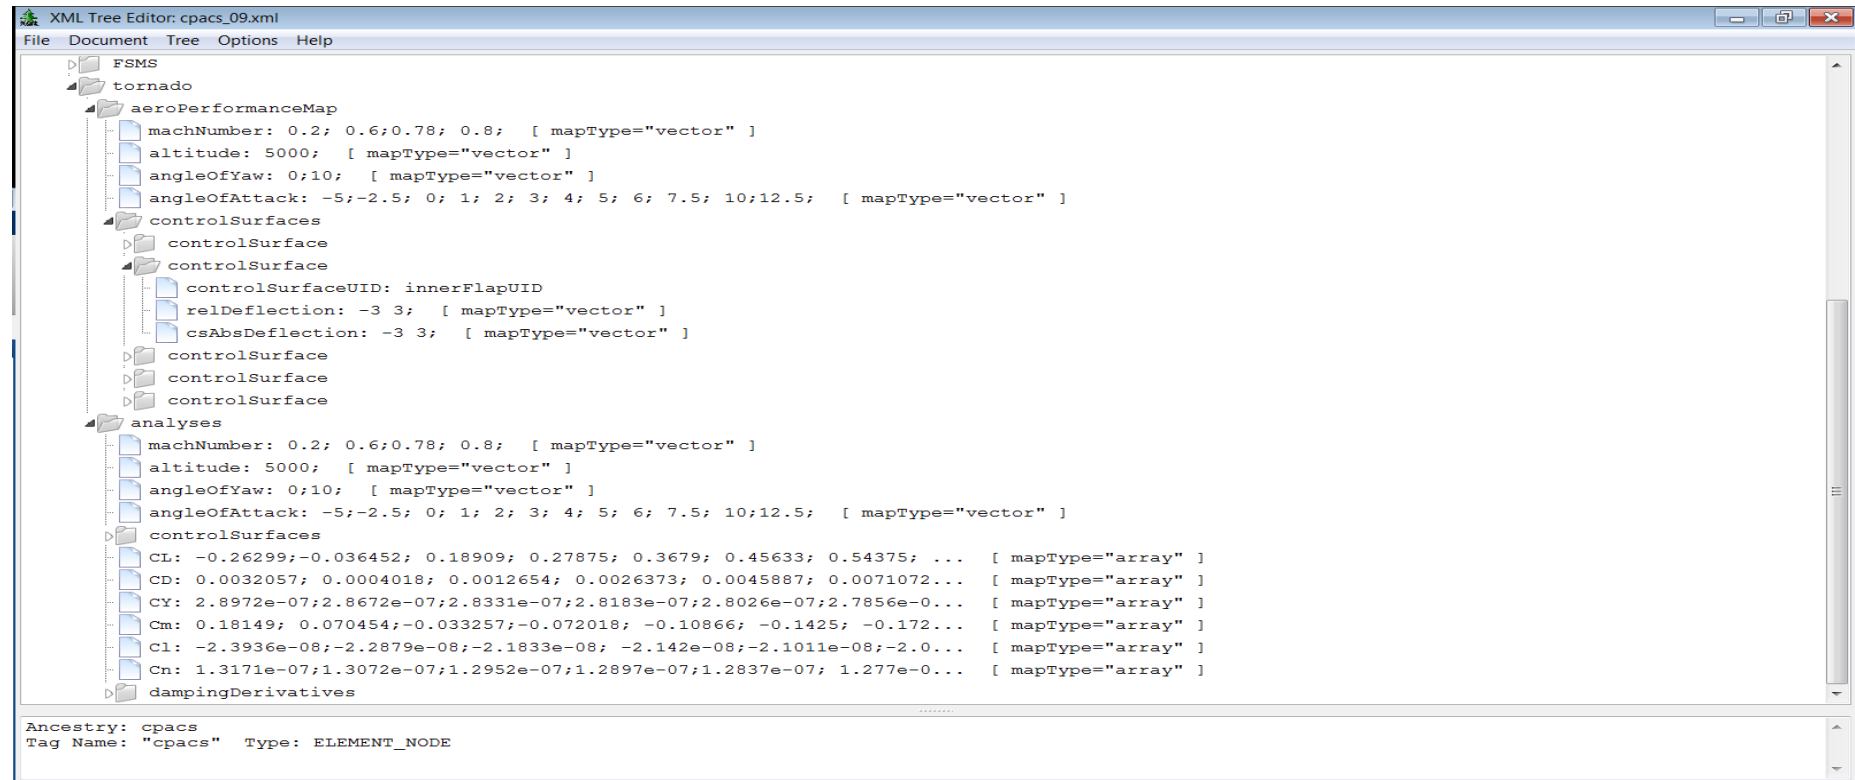 XML Tree Editor: cpacs_09.xml
File Document Tree Options Help
FSMS
tornado
aeroPerformanceMap
machNumber: 0.2; 0.6;0.78; 0.8; [ mapType="vector" ]
altitude: 5000; [ mapType="vector" ]
angleOfYaw: 0;10; [ mapType="vector" ]
angleOfAttack: -5;-2.5; 0; 1; 2; 3; 4; 5; 6; 7.5; 10;12.5; [ mapType="vector" ]
controlSurfaces
controlSurface
controlSurface
controlSurfaceUID: innerFlapUID
relDeflection: -3 3; [ mapType="vector" ]
csAbsDeflection: -3 3; [ mapType="vector" ]
controlSurface
controlSurface
controlSurface
analyses
machNumber: 0.2; 0.6;0.78; 0.8; [ mapType="vector" ]
altitude: 5000; [ mapType="vector" ]
angleOfYaw: 0;10; [ mapType="vector" ]
angleOfAttack: -5;-2.5; 0; 1; 2; 3; 4; 5; 6; 7.5; 10;12.5; [ mapType="vector" ]
controlSurfaces
CL: -0.26299;-0.036452; 0.18909; 0.27875; 0.3679; 0.45633; 0.54375; ... [ mapType="array" ]
CD: 0.0032057; 0.0004018; 0.0012654; 0.0026373; 0.0045887; 0.0071072... [ mapType="array" ]
CY: 2.8972e-07;2.8672e-07;2.8331e-07;2.8183e-07;2.8026e-07;2.7856e-0... [ mapType="array" ]
Cm: 0.18149; 0.070454;-0.033257;-0.072018; -0.10866; -0.1425; -0.172... [ mapType="array" ]
Cl: -2.3936e-08;-2.2879e-08;-2.1833e-08; -2.142e-08;-2.1011e-08;-2.0... [ mapType="array" ]
Cn: 1.3171e-07;1.3072e-07;1.2952e-07;1.2897e-07;1.2837e-07; 1.277e-0... [ mapType="array" ]
dampingDerivatives
Ancestry: cpacs
Tag Name: "cpacs" Type: ELEMENT_NODE